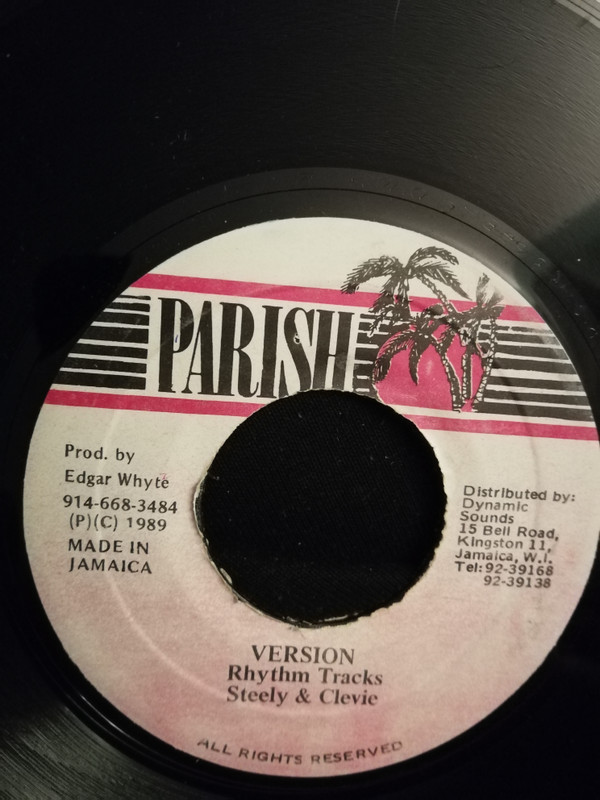 PARISH
Prod. by
Edgar Whyte
914-668-3484
(P)(C) 1989
MADE IN
JAMAICA
Distributed by:
Dynamic
Sounds
15 Bell Road,
Kingston 11,
Jamaica, W.I.
Tel:92-39168
92-39138
VERSION
Rhythm Tracks
Steely & Clevie
ALL RIGHTS RESERVED